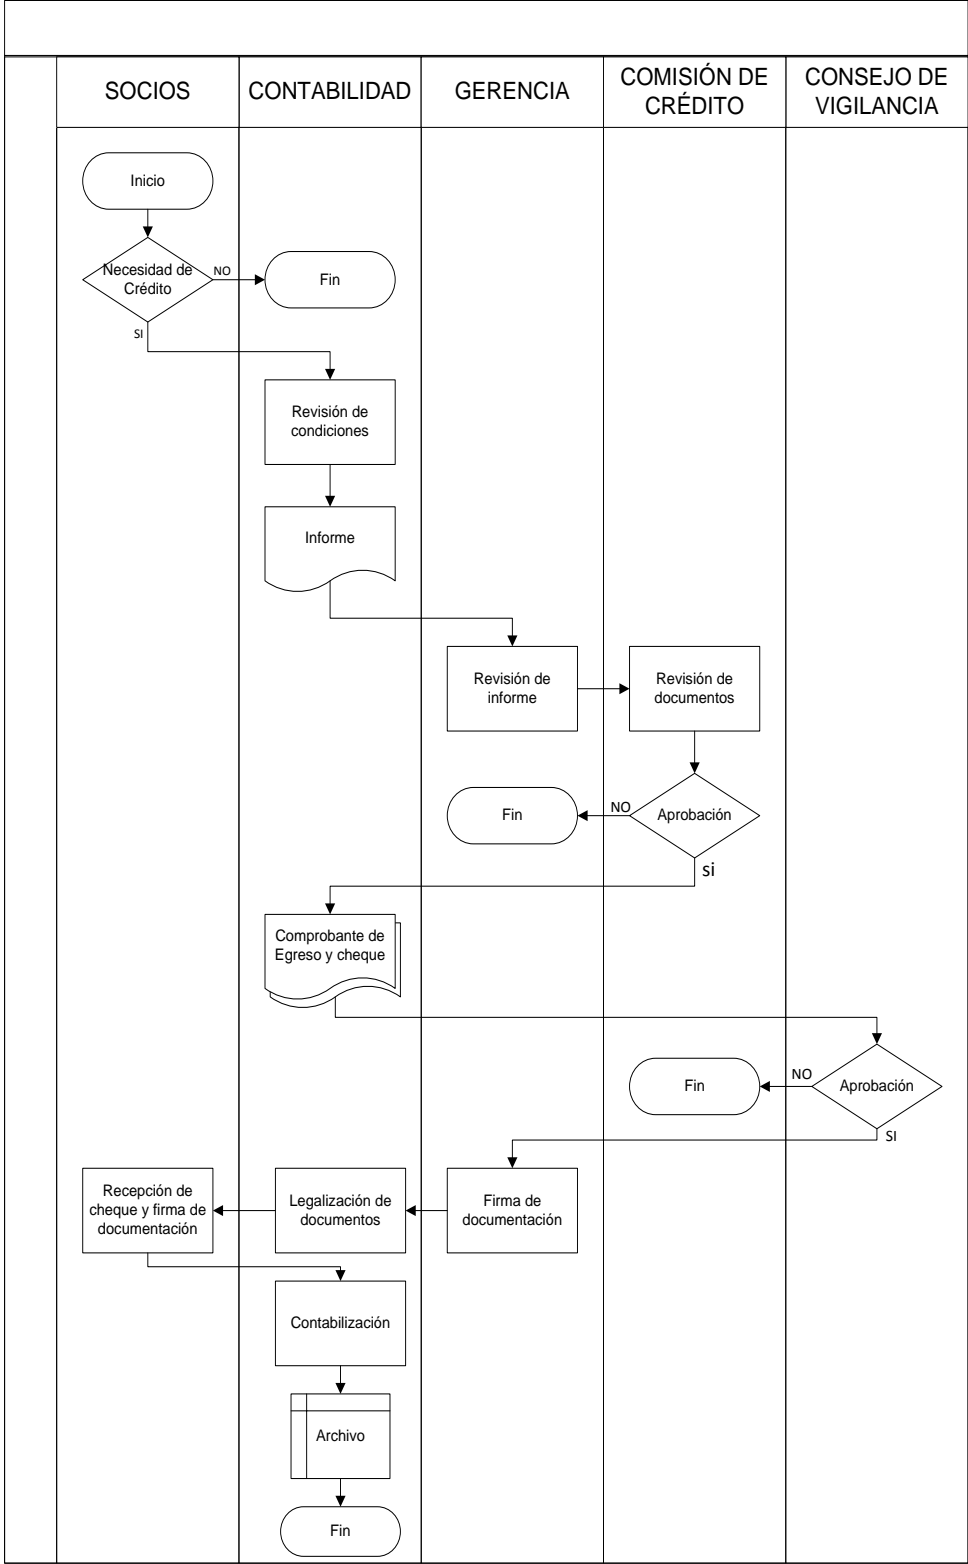 SOCIOS
CONTABILIDAD
GERENCIA
COMISIÓN DE
CRÉDITO
CONSEJO DE
VIGILANCIA
Inicio
Necesidad de
Crédito
NO
Fin
SI
Revisión de
condiciones
Informe
Revisión de
informe
Revisión de
documentos
Fin
NO
Aprobación
si
Comprobante de
Egreso y cheque
Fin
NO
Aprobación
SI
Recepción de
cheque y firma de
documentación
Legalización de
documentos
Firma de
documentación
Contabilización
Archivo
Fin